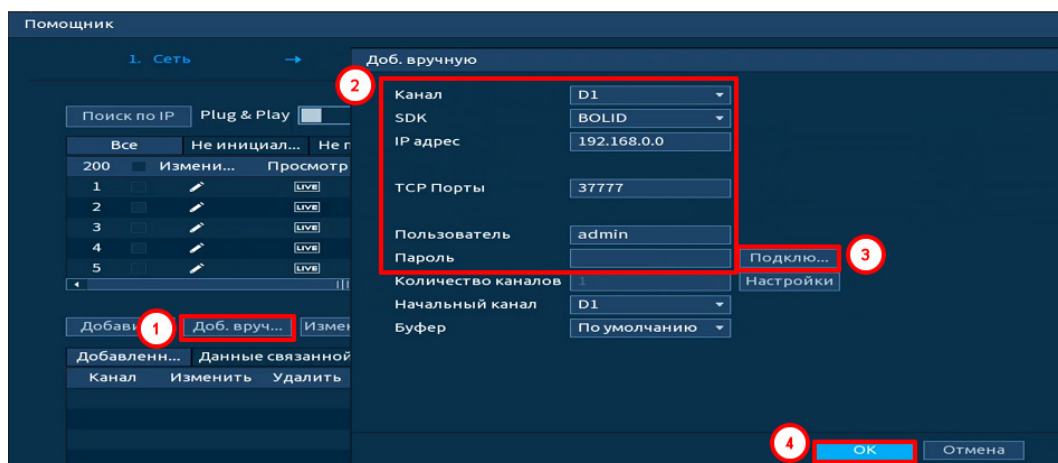 Помощник
1. Сеть →
Доб. вручную
2
Канал D1
SDK BOLID
IP адрес 192.168.0.0
TCP Порты 37777
Пользователь admin
Пароль Подклю... 3
Количество каналов 1 Настройки
Начальный канал D1
Буфер По умолчанию
Поиск по IP Plug & Play
Все Не инициал... Не
200 Измени... Просмотр
1 LIVE
2 LIVE
3 LIVE
4 LIVE
5 LIVE
Добави 1 Доб. вруч... Измен
Добавленн... Данные связанной
Канал Изменить Удалить
4 OK Отмена